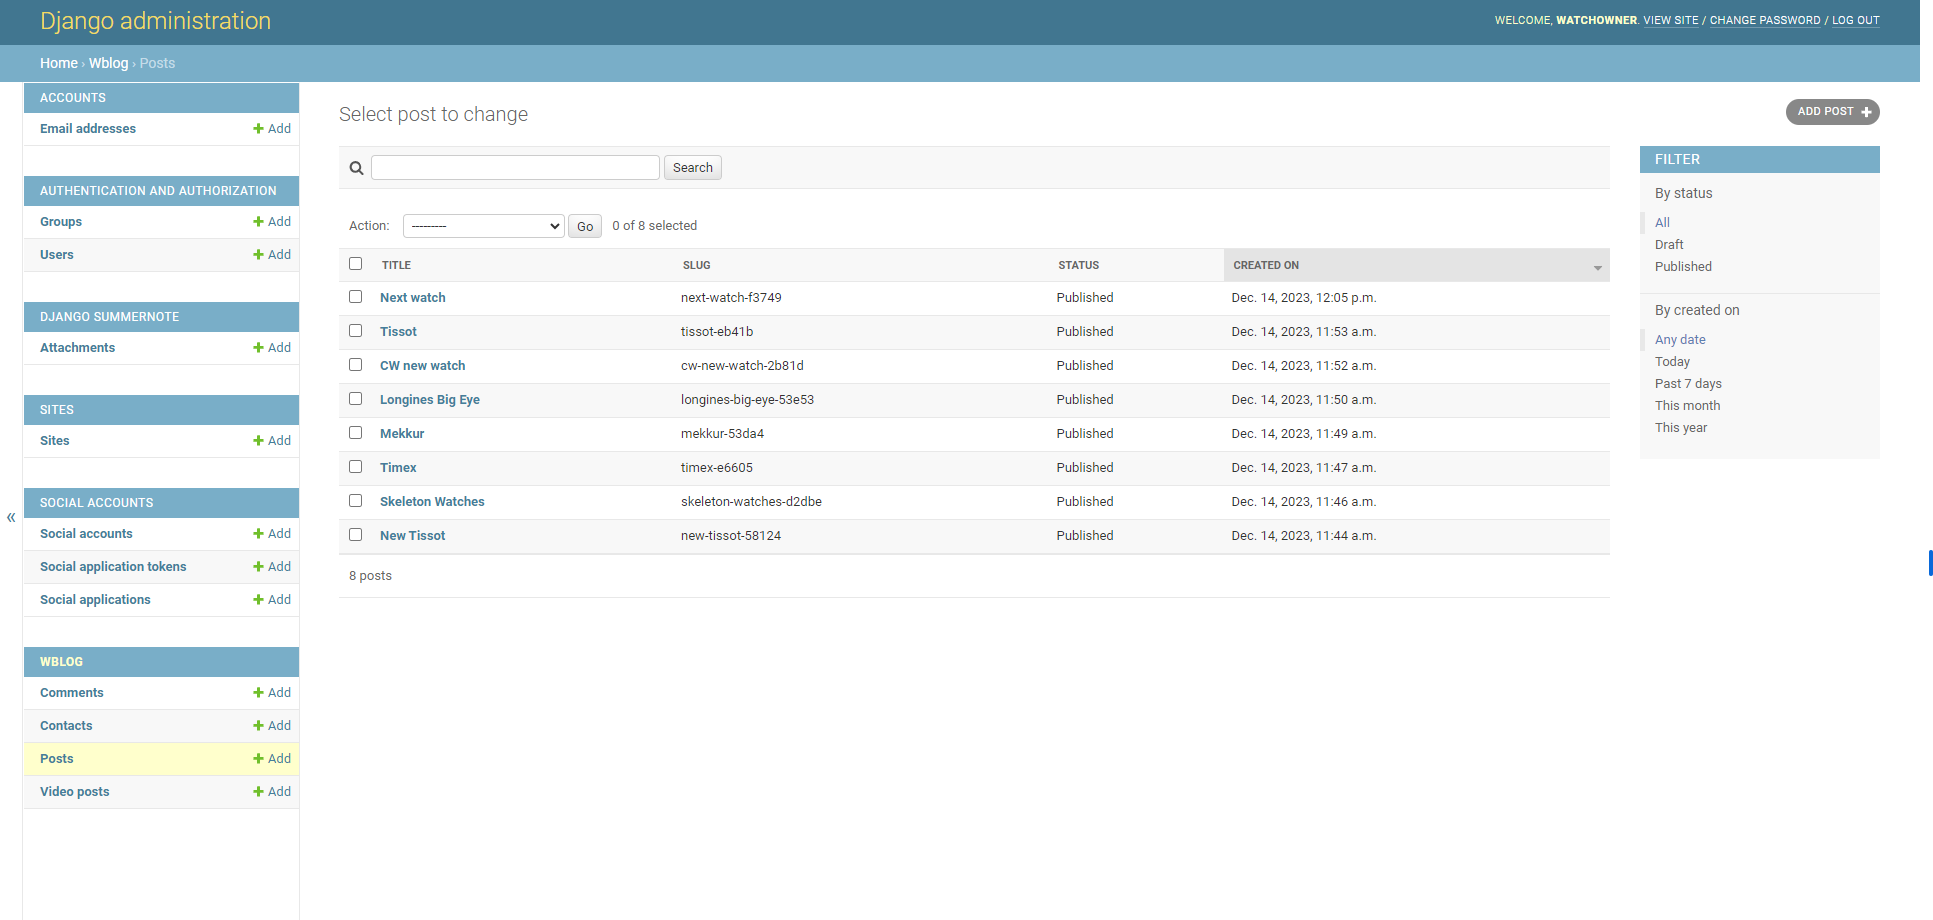 Django administration
WELCOME, WATCHOWNER. VIEW SITE / CHANGE PASSWORD / LOG OUT
Home › Wblog › Posts
ACCOUNTS
Email addresses Add
AUTHENTICATION AND AUTHORIZATION
Groups Add
Users Add
DJANGO SUMMERNOTE
Attachments Add
SITES
Sites Add
SOCIAL ACCOUNTS
Social accounts Add
Social application tokens Add
Social applications Add
WBLOG
Comments Add
Contacts Add
Posts Add
Video posts Add
«
Select post to change
ADD POST
Search
Action: --------- Go 0 of 8 selected
TITLE SLUG STATUS CREATED ON
Next watch next-watch-f3749 Published Dec. 14, 2023, 12:05 p.m.
Tissot tissot-eb41b Published Dec. 14, 2023, 11:53 a.m.
CW new watch cw-new-watch-2b81d Published Dec. 14, 2023, 11:52 a.m.
Longines Big Eye longines-big-eye-53e53 Published Dec. 14, 2023, 11:50 a.m.
Mekkur mekkur-53da4 Published Dec. 14, 2023, 11:49 a.m.
Timex timex-e6605 Published Dec. 14, 2023, 11:47 a.m.
Skeleton Watches skeleton-watches-d2dbe Published Dec. 14, 2023, 11:46 a.m.
New Tissot new-tissot-58124 Published Dec. 14, 2023, 11:44 a.m.
8 posts
FILTER
By status
All
Draft
Published
By created on
Any date
Today
Past 7 days
This month
This year